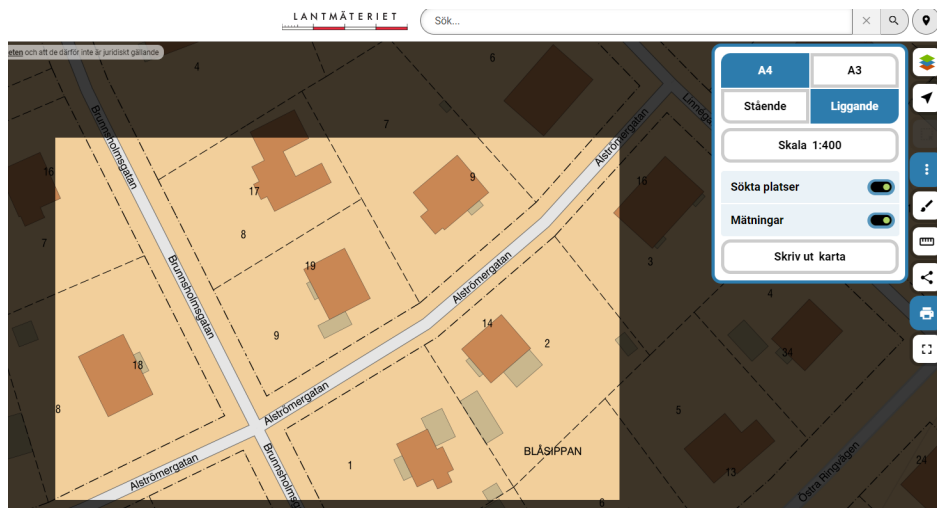 LANTMÄTERIET
Sök...
eten och att de därför inte är juridiskt gällande
A4
A3
Stående
Liggande
Skala 1:400
Sökta platser
Mätningar
Skriv ut karta
4
6
7
16
7
17
8
9
16
3
19
9
14
2
4
34
18
8
1
5
13
24
6
BLÅSIPPAN
Brunnsholmsgatan
Brunnsholmsgatan
Brunnsholmsg
Alströmergatan
Alströmergatan
Alströmergatan
Alströmergatan
Linnéga
Östra Ringvägen